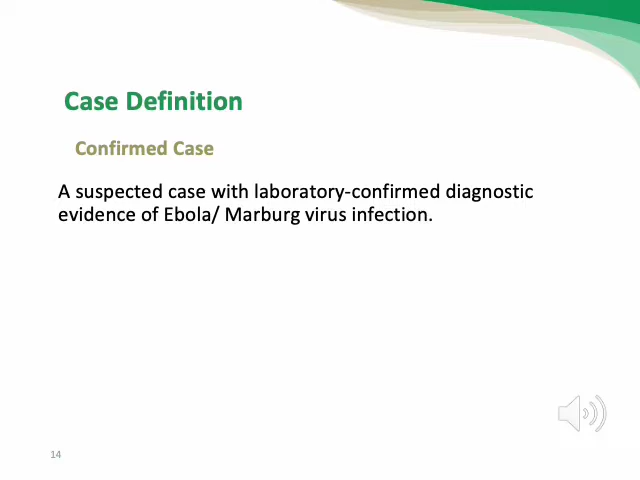 Case Definition
Confirmed Case
A suspected case with laboratory-confirmed diagnostic
evidence of Ebola/ Marburg virus infection.
14